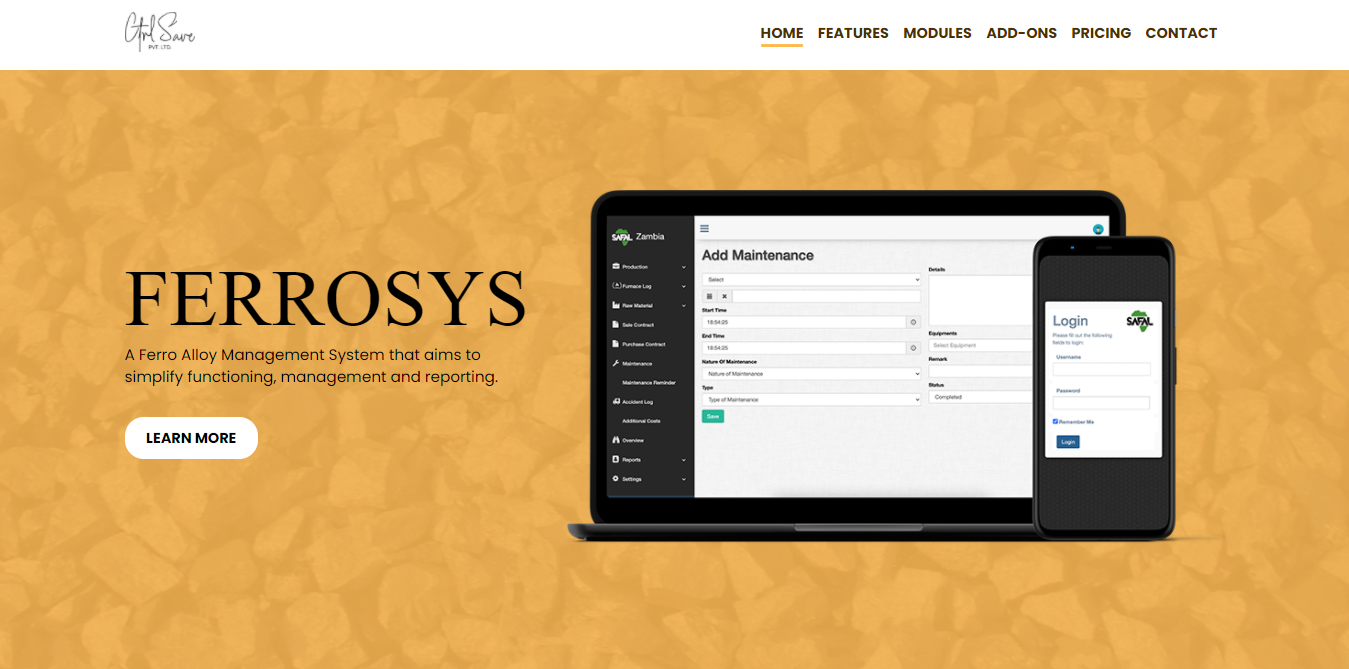 Ctrl Save
PVT. LTD.
HOME FEATURES MODULES ADD-ONS PRICING CONTACT
FERROSYS
A Ferro Alloy Management System that aims to
simplify functioning, management and reporting.
LEARN MORE
SAFAL Zambia
Production
Furnace Log
Raw Material
Sale Contract
Purchase Contract
Maintenance
Maintenance Reminder
Accident Log
Additional Costs
Overview
Reports
Settings
Add Maintenance
Select
Start Time
18:54:25
End Time
18:54:25
Nature Of Maintenance
Nature of Maintenance
Type
Type of Maintenance
Save
Details
Equipments
Select Equipment
Remark
Status
Completed
SAFAL
Login
Please fill out the following
fields to login:
Username
Password
Remember Me
Login